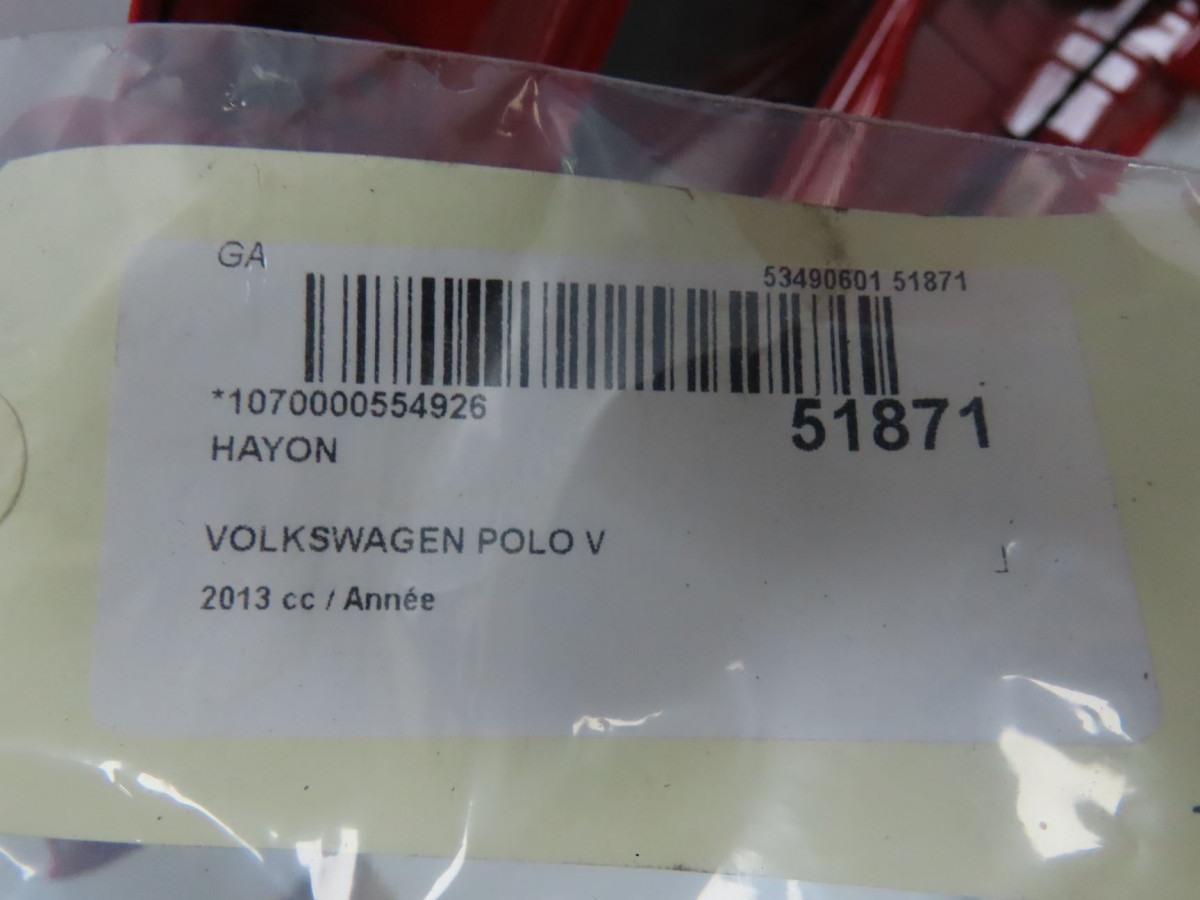 GA
53490601 51871
*1070000554926
51871
HAYON
VOLKSWAGEN POLO V
2013 cc / Année